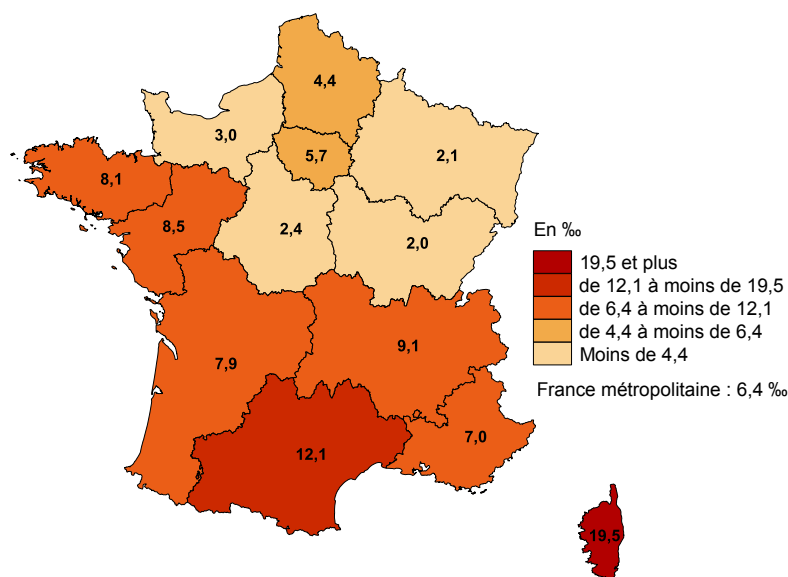 4,4
3,0
5,7
2,1
8,1
8,5
2,4
2,0
En ‰
19,5 et plus
de 12,1 à moins de 19,5
de 6,4 à moins de 12,1
de 4,4 à moins de 6,4
Moins de 4,4
France métropolitaine : 6,4 ‰
7,9
9,1
7,0
12,1
19,5